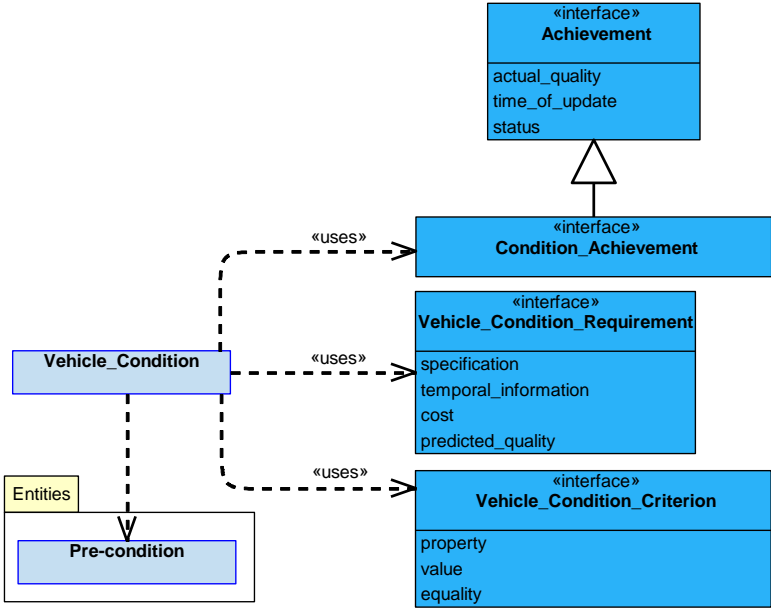 «interface»
Achievement
actual_quality
time_of_update
status
«interface»
Condition_Achievement
«uses»
«interface»
Vehicle_Condition_Requirement
specification
temporal_information
cost
predicted_quality
«uses»
Vehicle_Condition
«uses»
«interface»
Vehicle_Condition_Criterion
property
value
equality
Entities
Pre-condition